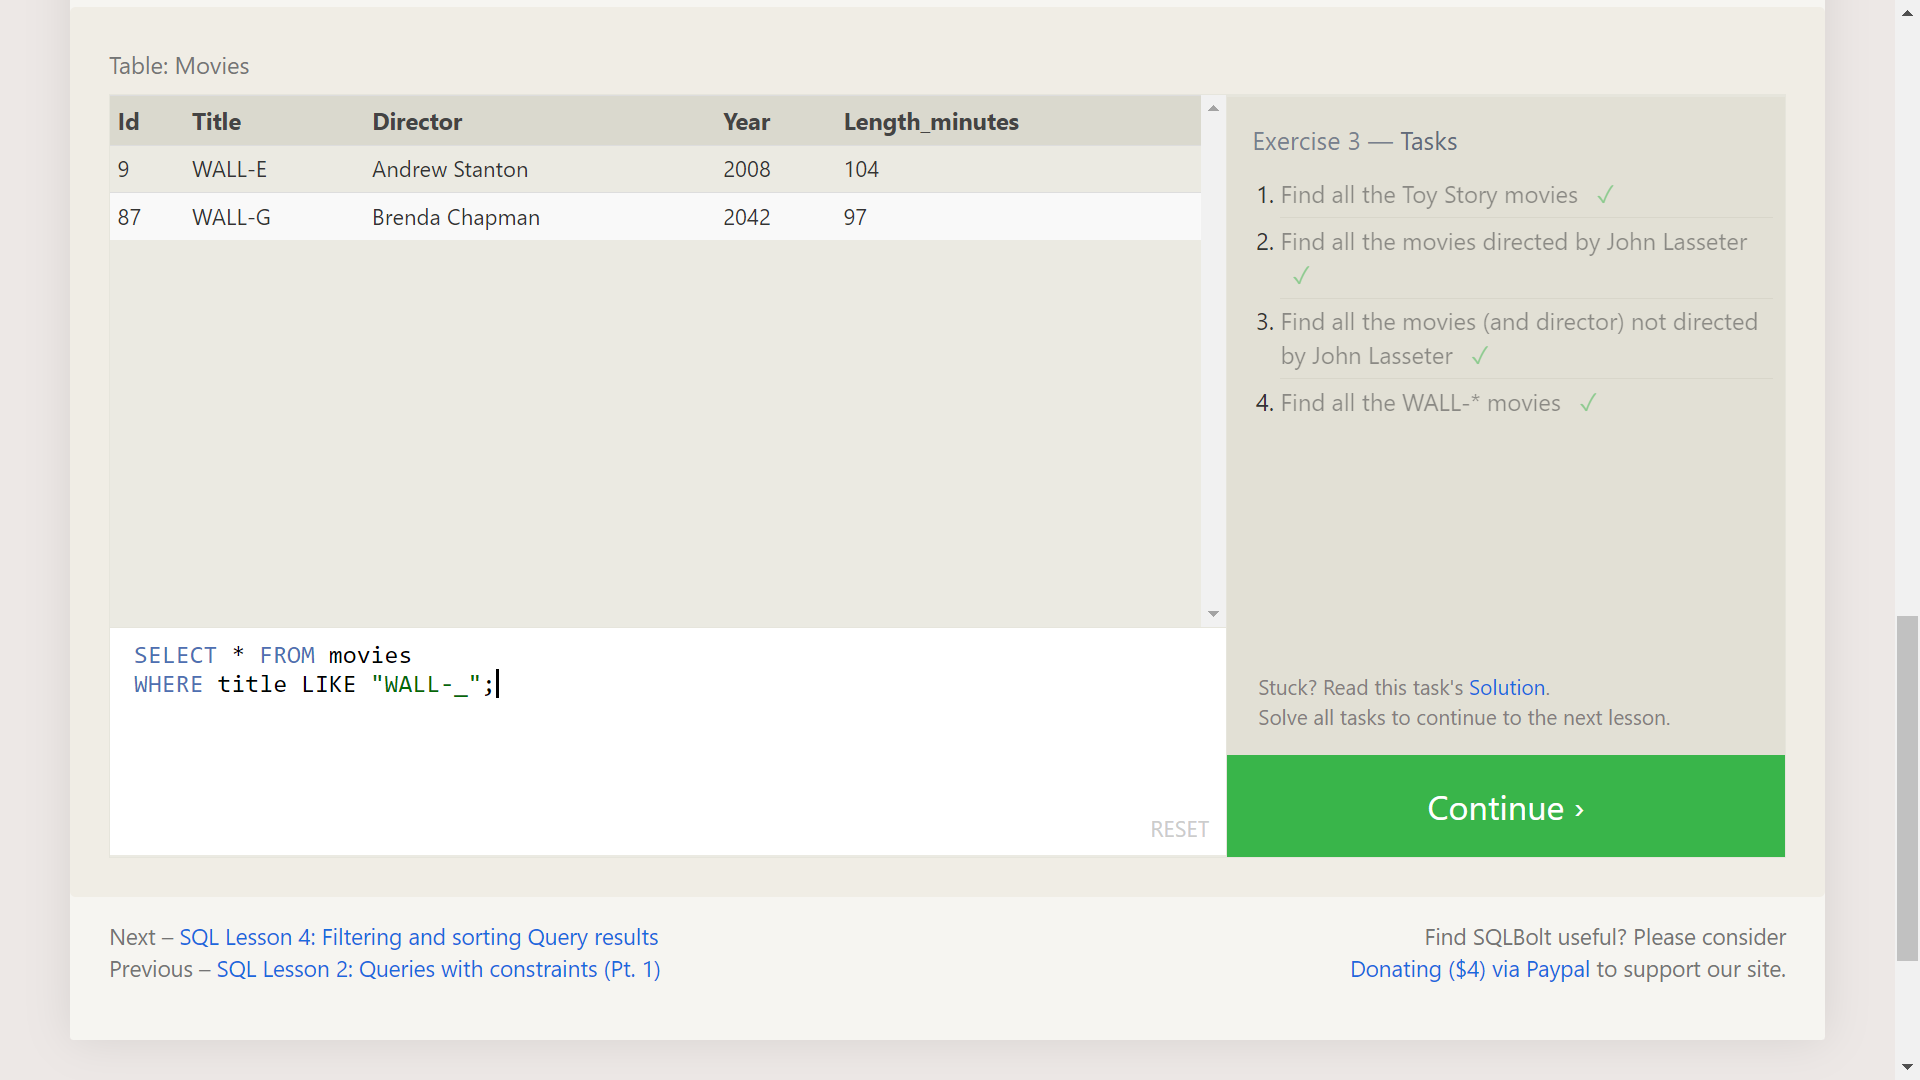 Table: Movies
Id Title Director Year Length_minutes
9 WALL-E Andrew Stanton 2008 104
87 WALL-G Brenda Chapman 2042 97
SELECT * FROM movies
WHERE title LIKE "WALL-_";
RESET
Exercise 3 — Tasks
1. Find all the Toy Story movies ✓
2. Find all the movies directed by John Lasseter
✓
3. Find all the movies (and director) not directed
by John Lasseter ✓
4. Find all the WALL-* movies ✓
Stuck? Read this task's Solution.
Solve all tasks to continue to the next lesson.
Continue ›
Next – SQL Lesson 4: Filtering and sorting Query results
Previous – SQL Lesson 2: Queries with constraints (Pt. 1)
Find SQLBolt useful? Please consider
Donating ($4) via Paypal to support our site.